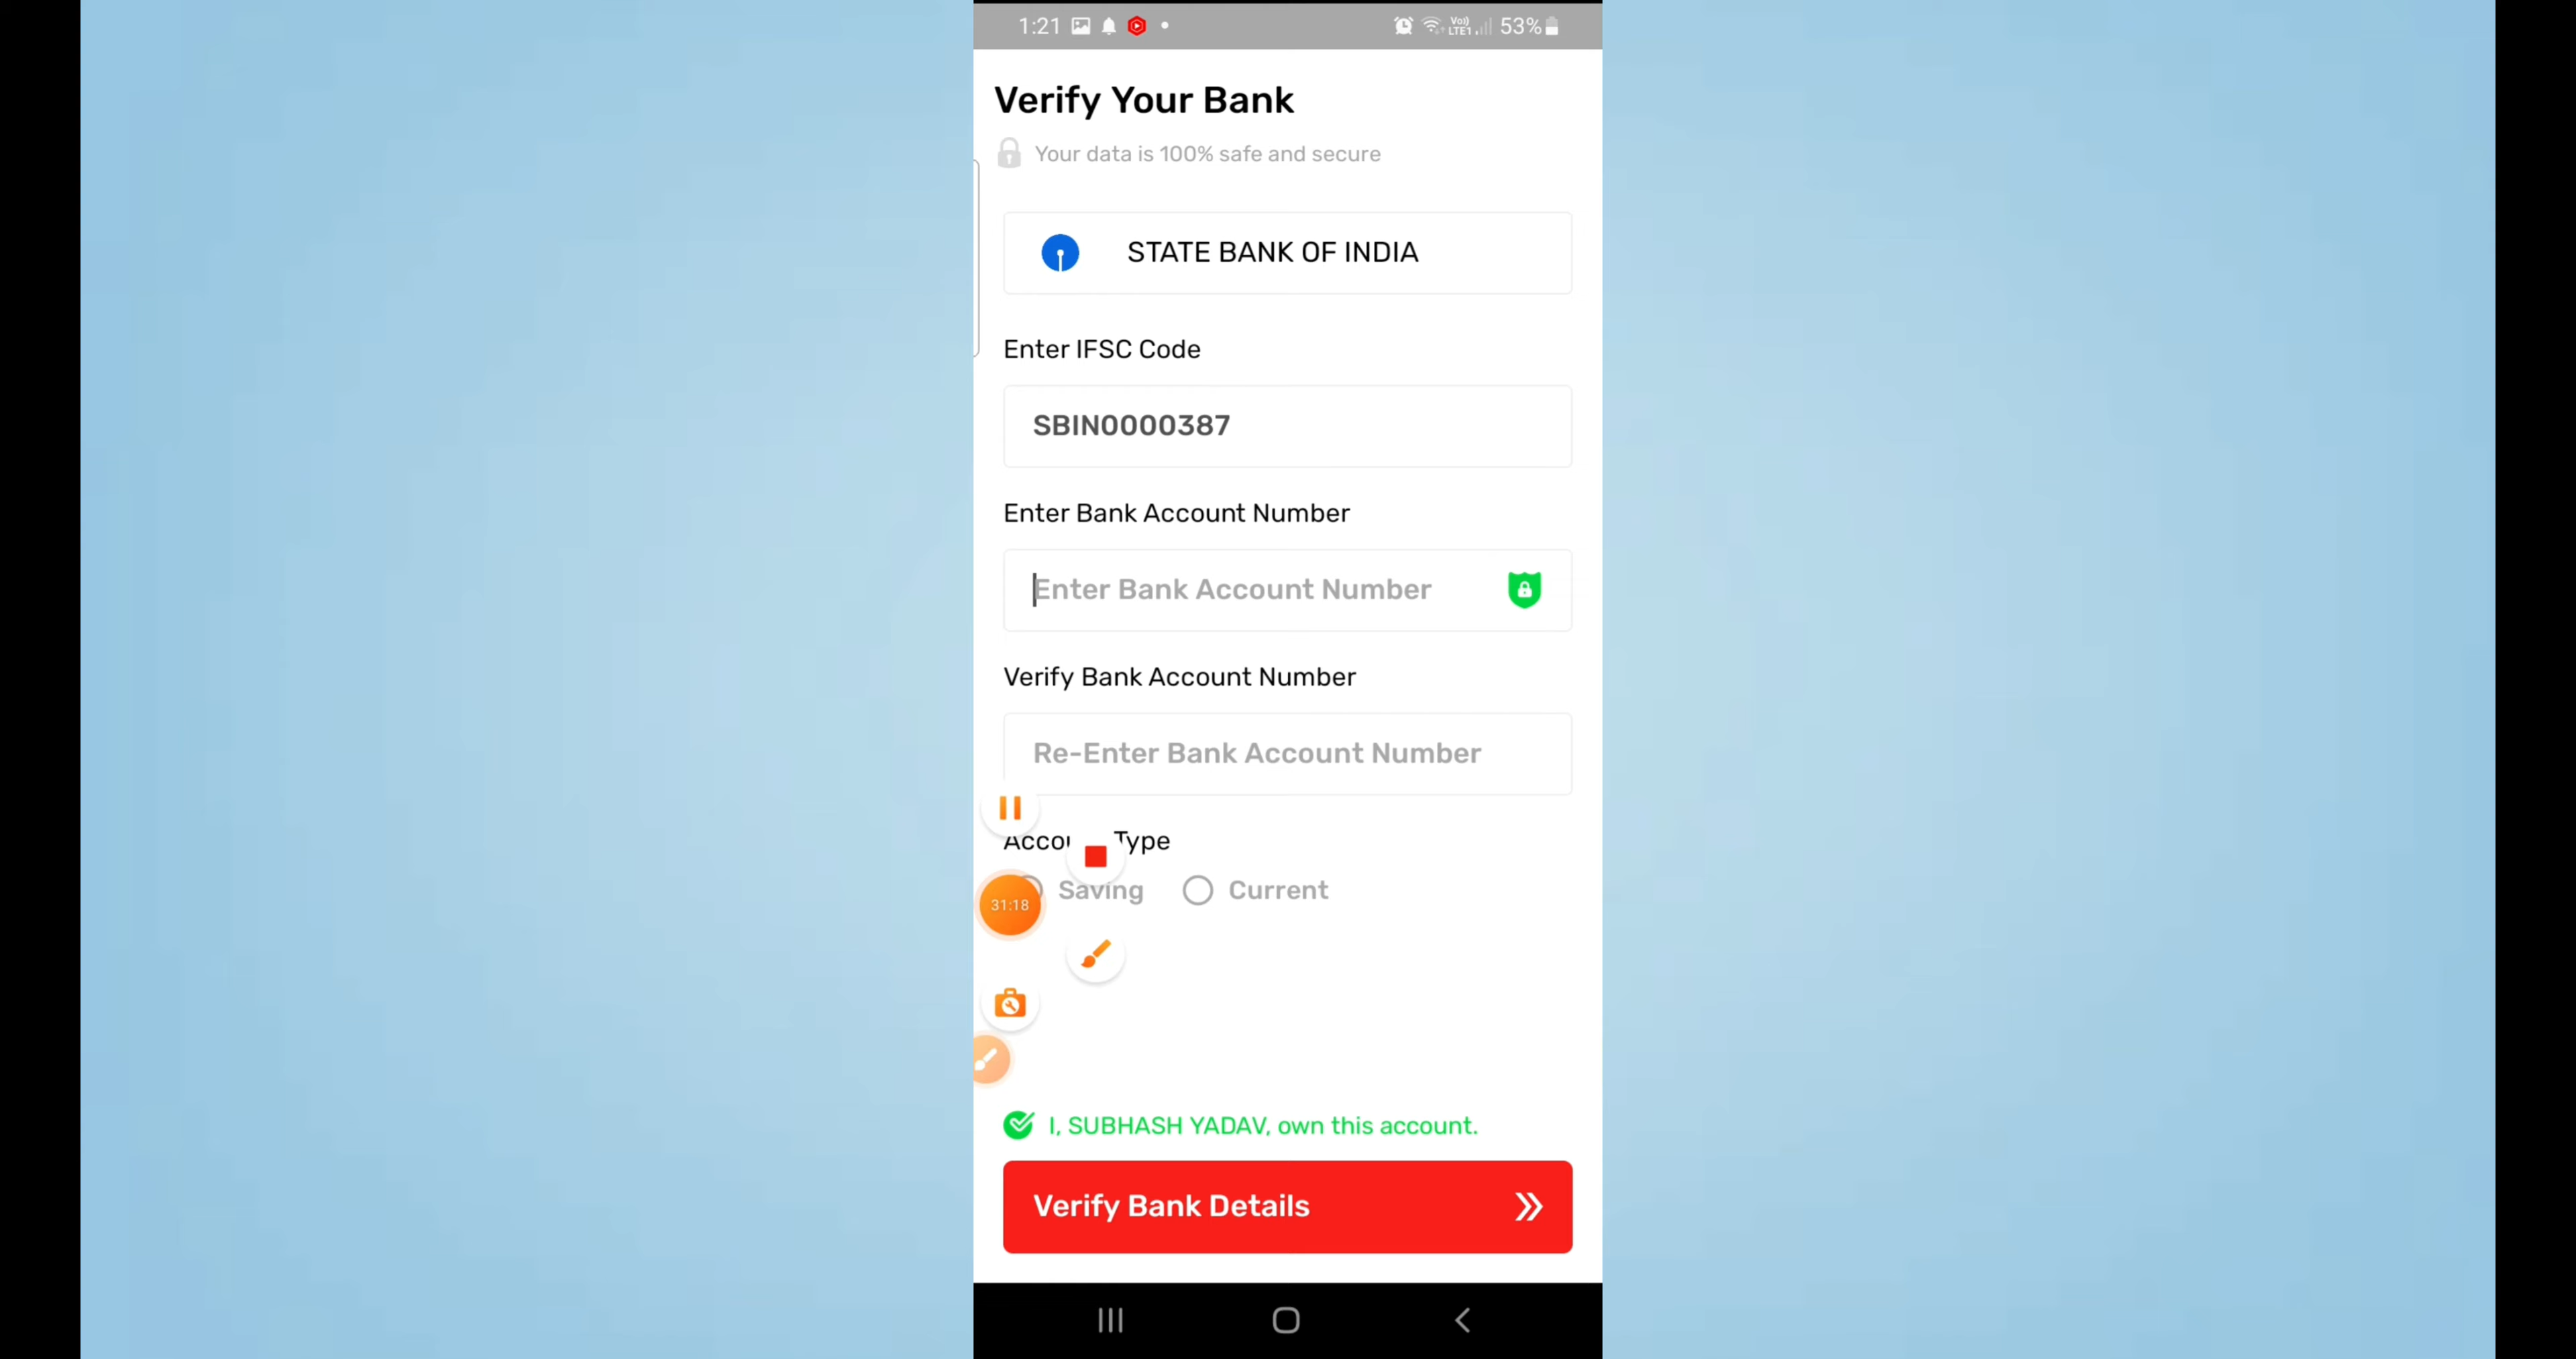 1:21 Vo) LTE1 53%
Verify Your Bank
Your data is 100% safe and secure
STATE BANK OF INDIA
Enter IFSC Code
SBIN0000387
Enter Bank Account Number
Enter Bank Account Number
Verify Bank Account Number
Re-Enter Bank Account Number
Type
Saving Current
31:18
I, SUBHASH YADAV, own this account.
Verify Bank Details